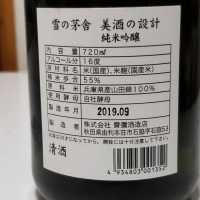 雪の茅舎 美酒の設計
純米吟醸
内容量 720ml
アルコール分 16度
原材料名 米(国産)、米麹(国産米)
精米歩合 55%
原料米 兵庫県産山田錦100%
使用酵母 自社酵母
製造年月 2019.09
製造者 株式会社 齋彌酒造店
秋田県由利本荘市石脇字石脇53
清酒
4934803001352